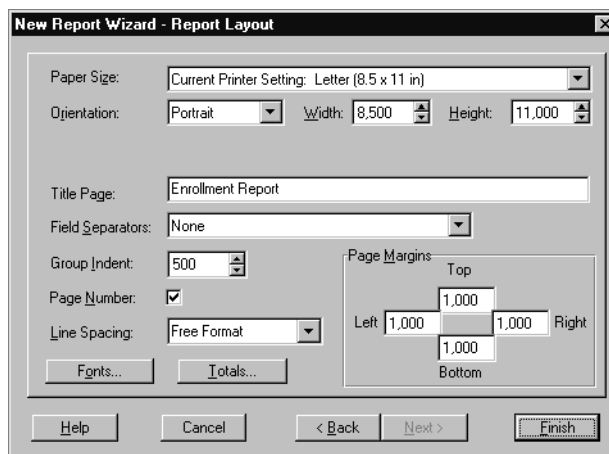 New Report Wizard - Report Layout
Paper Size: Current Printer Setting: Letter (8.5 x 11 in)
Orientation: Portrait Width: 8,500 Height: 11,000
Title Page: Enrollment Report
Field Separators: None
Group Indent: 500
Page Margins
Top
Page Number:
1,000
Left 1,000 1,000 Right
Line Spacing: Free Format
1,000
Bottom
Fonts... Totals...
Help Cancel < Back Next > Finish